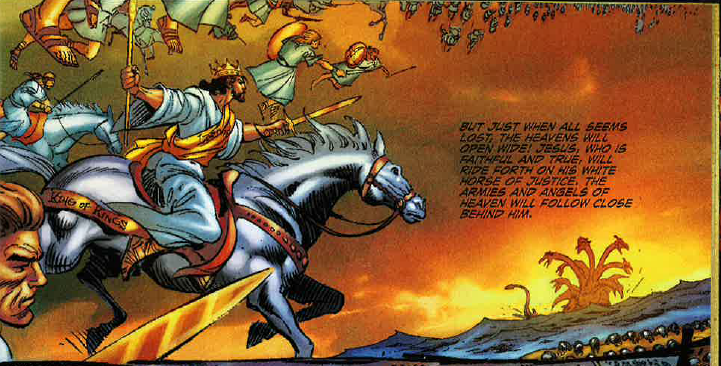 BUT JUST WHEN ALL SEEMS
LOST, THE HEAVENS WILL
OPEN WIDE! JESUS, WHO IS
FAITHFUL AND TRUE, WILL
RIDE FORTH ON HIS WHITE
HORSE OF JUSTICE. THE
ARMIES AND ANGELS OF
HEAVEN WILL FOLLOW CLOSE
BEHIND HIM.
KING OF KINGS